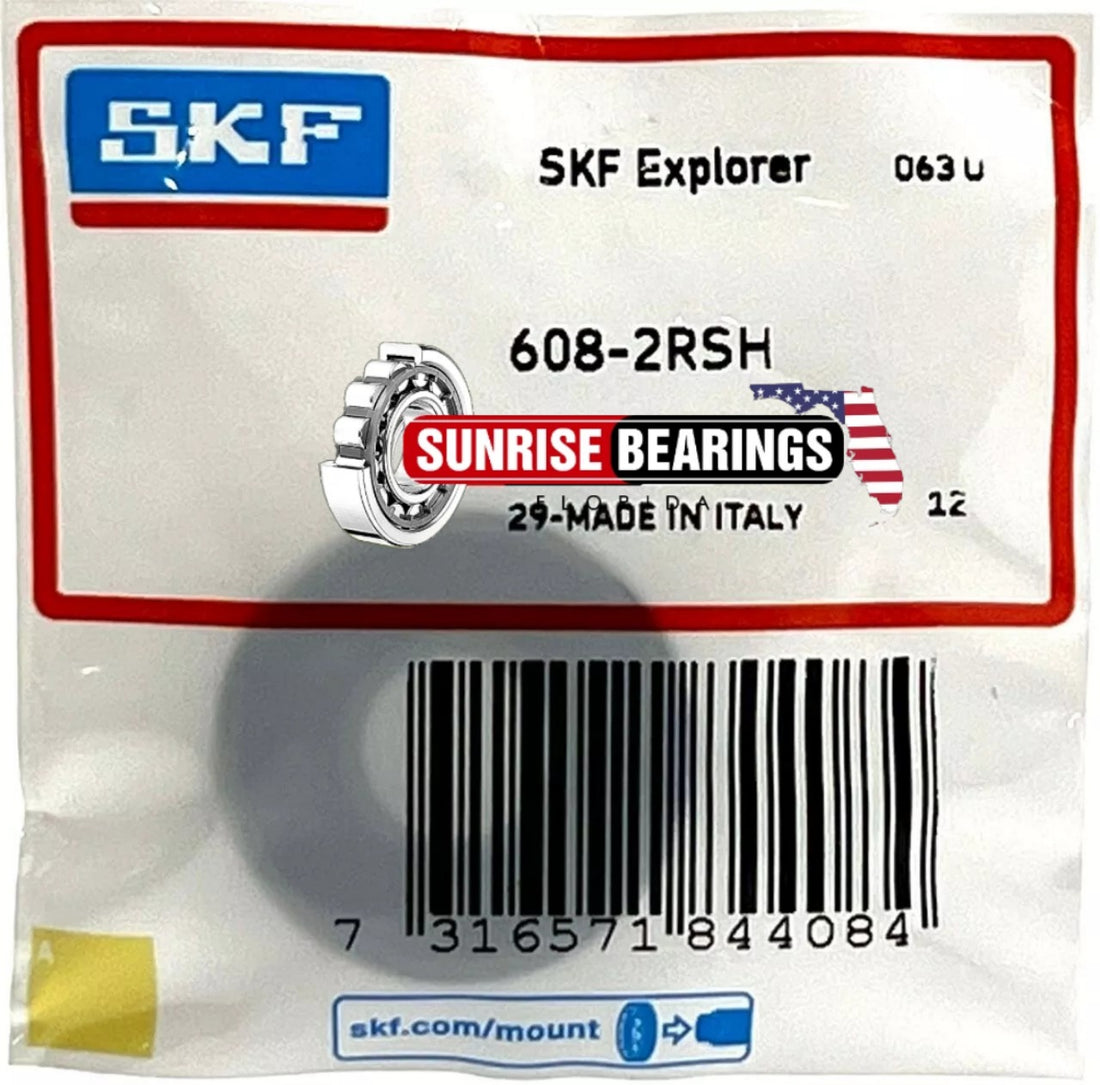 SKF
SKF Explorer 063 U
608-2RSH
SUNRISE BEARINGS
FLORIDA
29-MADE IN ITALY 12
7 316571 844084
A
skf.com/mount